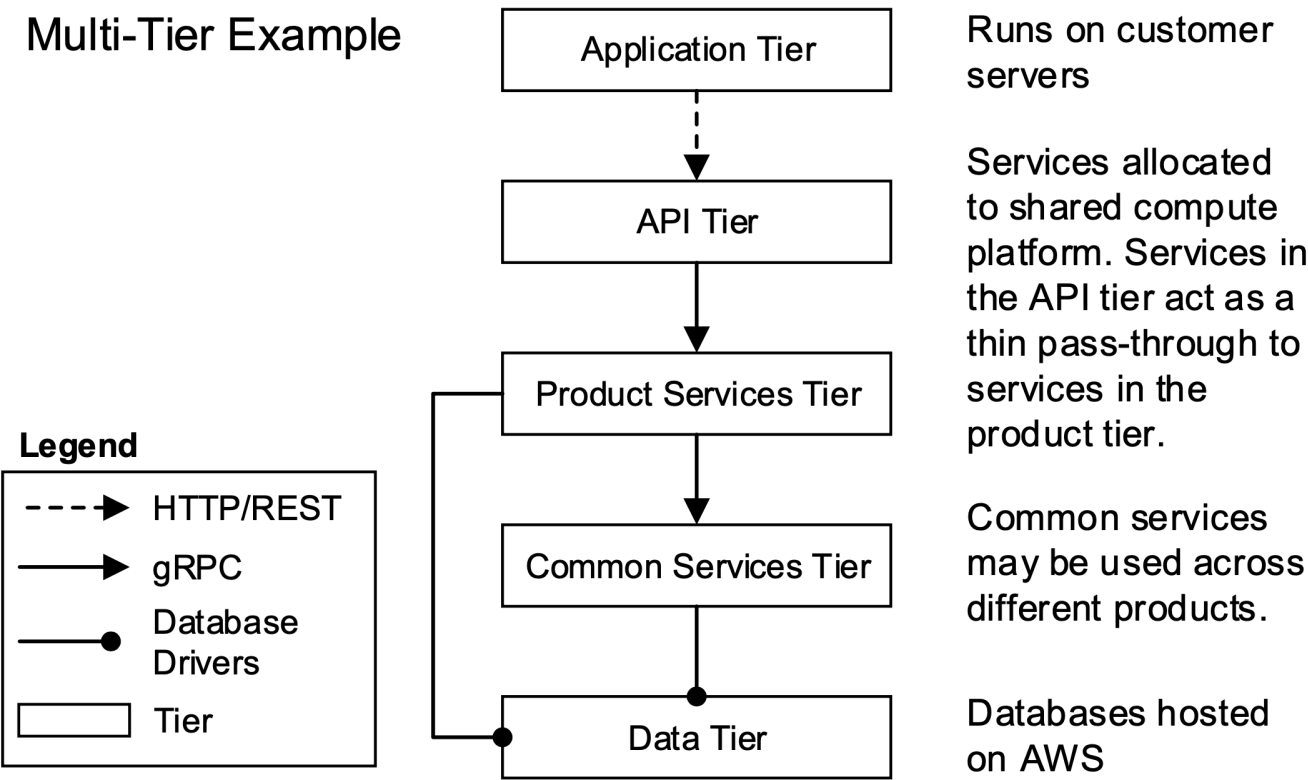 Multi-Tier Example
Application Tier
Runs on customer
servers
API Tier
Services allocated
to shared compute
platform. Services in
the API tier act as a
thin pass-through to
services in the
product tier.
Product Services Tier
Common Services Tier
Common services
may be used across
different products.
Data Tier
Databases hosted
on AWS
Legend
HTTP/REST
gRPC
Database
Drivers
Tier